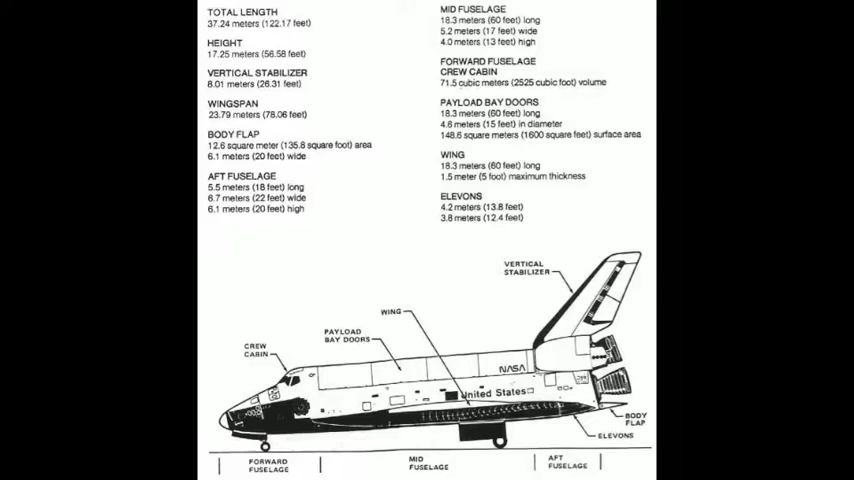 TOTAL LENGTH
37.24 meters (122.17 feet)
HEIGHT
17.25 meters (56.58 feet)
VERTICAL STABILIZER
8.01 meters (26.31 feet)
WINGSPAN
23.79 meters (78.06 feet)
BODY FLAP
12.6 square meter (135.8 square foot) area
6.1 meters (20 feet) wide
AFT FUSELAGE
5.5 meters (18 feet) long
6.7 meters (22 feet) wide
6.1 meters (20 feet) high
MID FUSELAGE
18.3 meters (60 feet) long
5.2 meters (17 feet) wide
4.0 meters (13 feet) high
FORWARD FUSELAGE
CREW CABIN
71.5 cubic meters (2525 cubic foot) volume
PAYLOAD BAY DOORS
18.3 meters (60 feet) long
4.6 meters (15 feet) in diameter
148.6 square meters (1600 square feet) surface area
WING
18.3 meters (60 feet) long
1.5 meter (5 foot) maximum thickness
ELEVONS
4.2 meters (13.8 feet)
3.8 meters (12.4 feet)
VERTICAL
STABILIZER
WING
PAYLOAD
BAY DOORS
CREW
CABIN
NASA
United States
BODY
FLAP
ELEVONS
FORWARD
FUSELAGE
MID
FUSELAGE
AFT
FUSELAGE